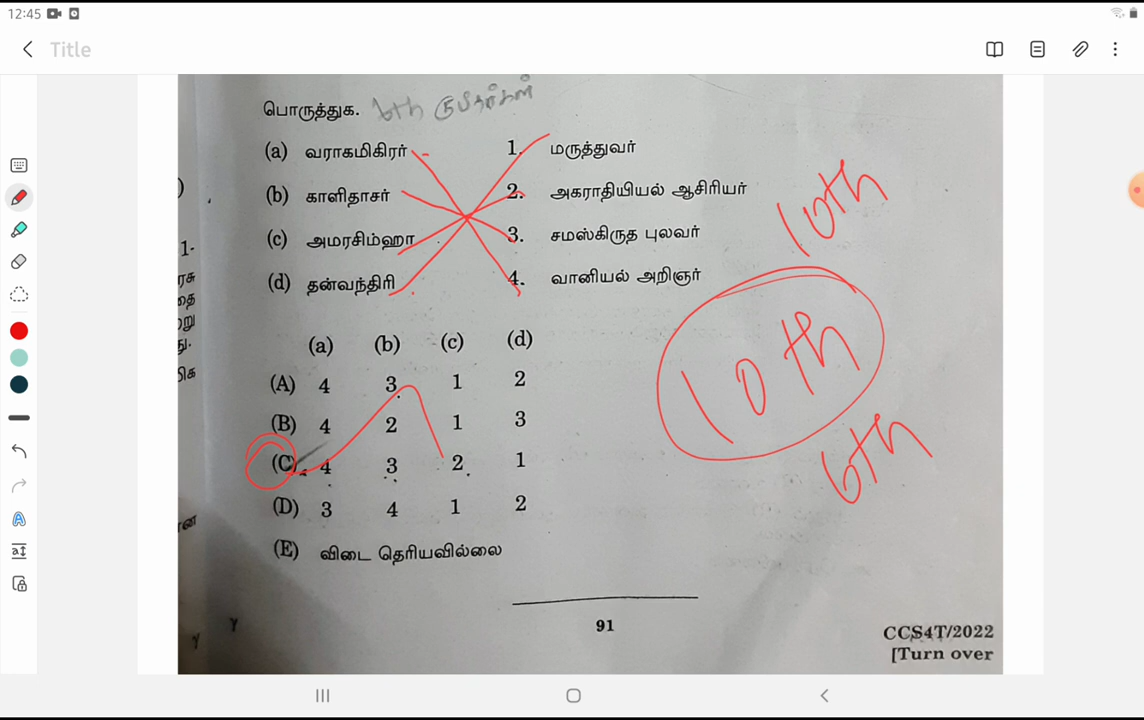 12:45
Title
பொருத்துக. 6th குப்தர்கள்
(a) வராகமிகிரர் 1. மருத்துவர்
(b) காளிதாசர் 2. அகராதியியல் ஆசிரியர்
(c) அமரசிம்ஹா 3. சமஸ்கிருத புலவர்
(d) தன்வந்திரி 4. வானியல் அறிஞர்
10th
10th
6th
(a) (b) (c) (d)
(A) 4 3 1 2
(B) 4 2 1 3
(C) 4 3 2 1
(D) 3 4 1 2
(E) விடை தெரியவில்லை
91
CCS4T/2022
[Turn over